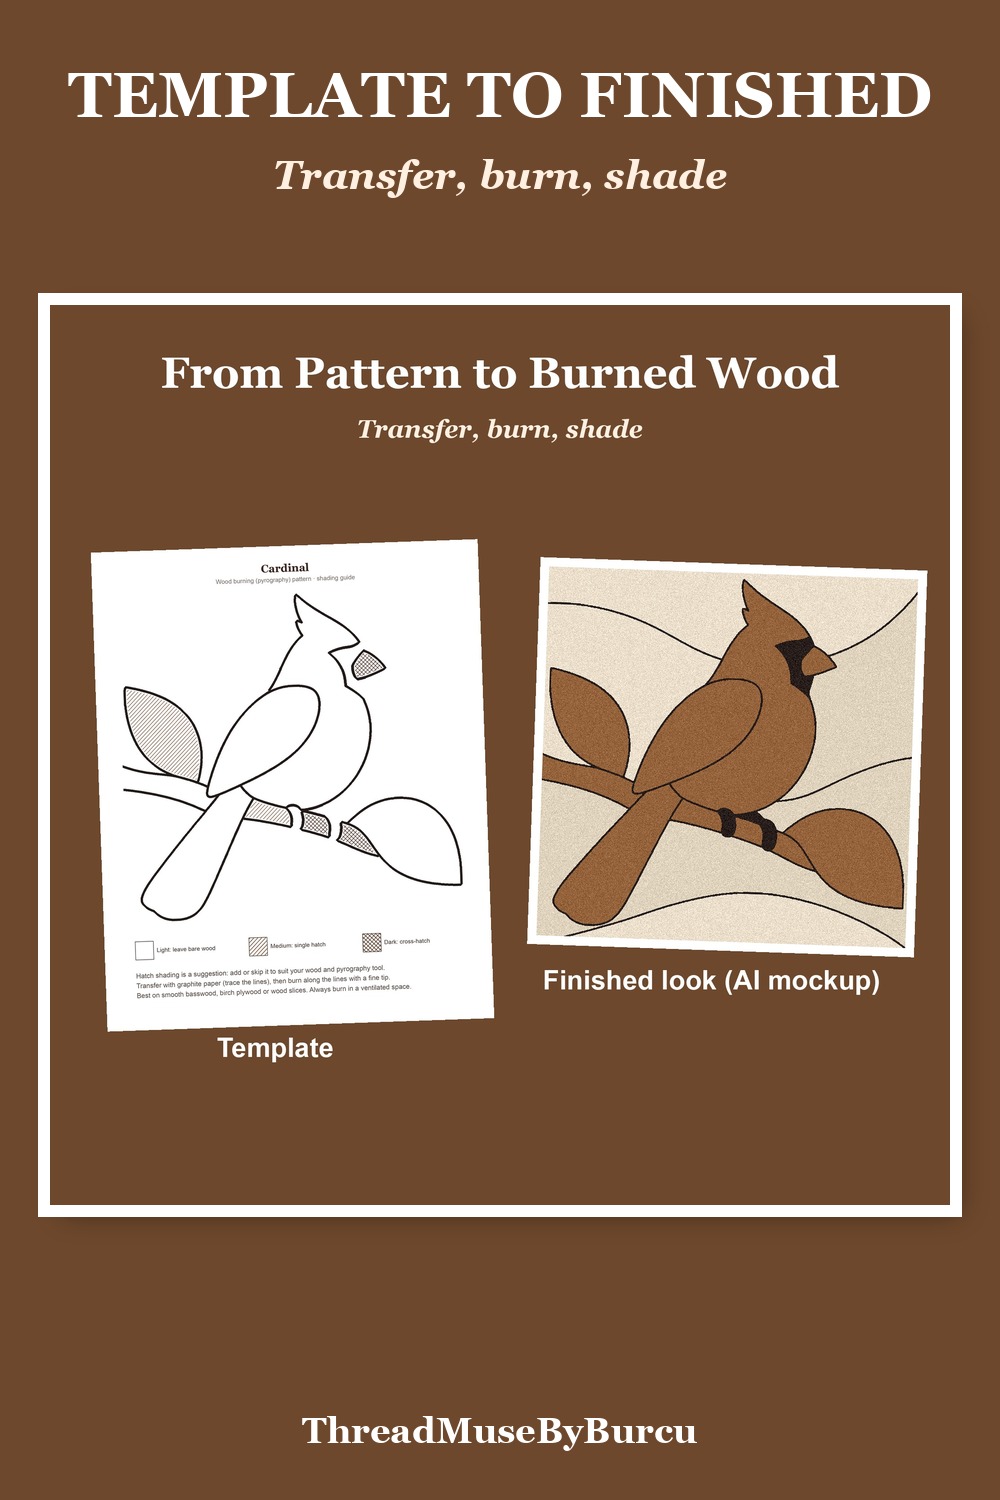 TEMPLATE TO FINISHED
Transfer, burn, shade
From Pattern to Burned Wood
Transfer, burn, shade
Cardinal
Wood burning (pyrography) pattern · shading guide
Light: leave bare wood
Medium: single hatch
Dark: cross-hatch
Hatch shading is a suggestion: add or skip it to suit your wood and pyrography tool.
Transfer with graphite paper (trace the lines), then burn along the lines with a fine tip.
Best on smooth basswood, birch plywood or wood slices. Always burn in a ventilated space.
Template
Finished look (AI mockup)
ThreadMuseByBurcu